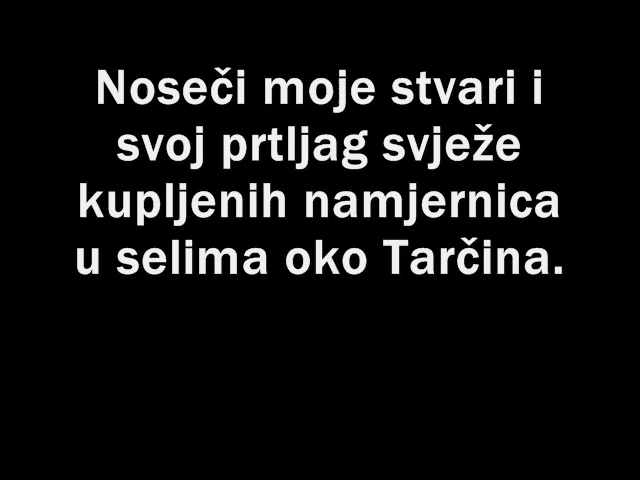 Noseči moje stvari i
svoj prtljag svježe
kupljenih namjernica
u selima oko Tarčina.